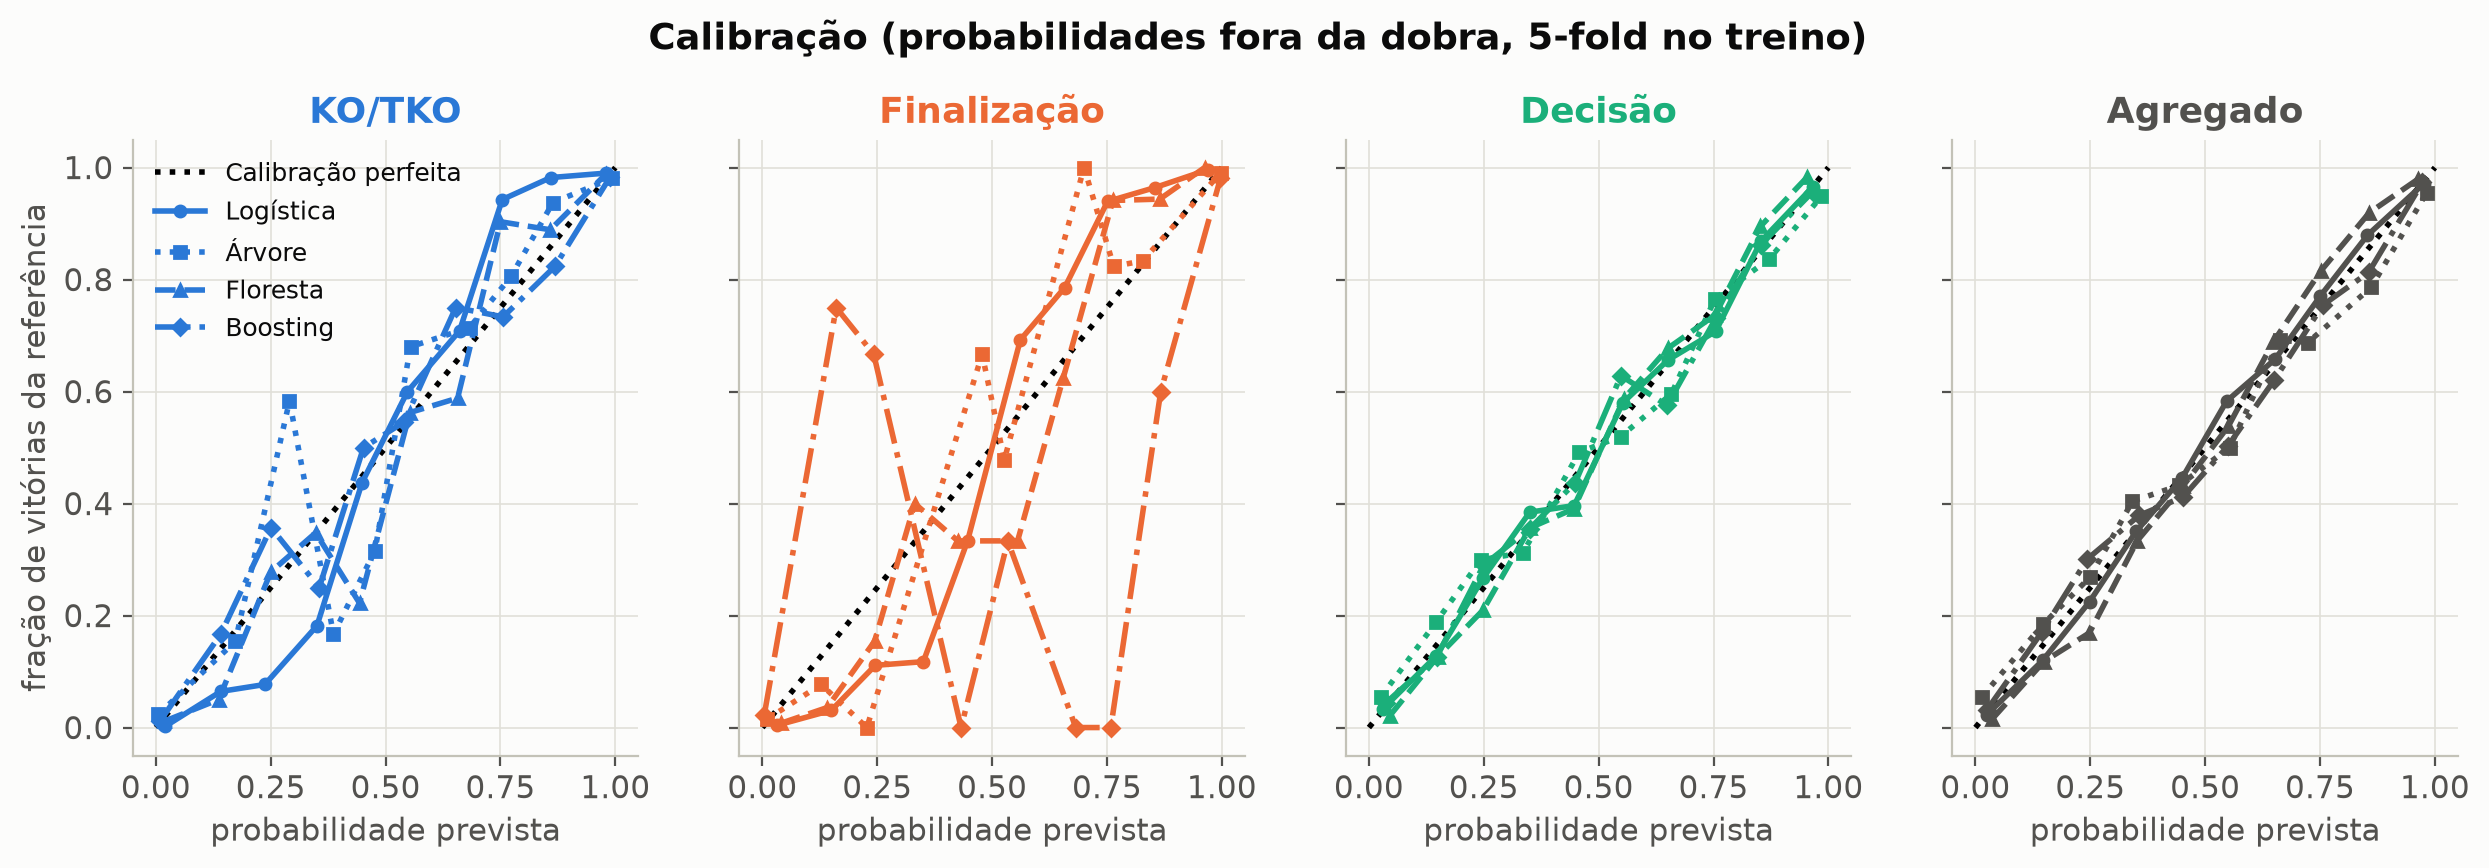 Calibração (probabilidades fora da dobra, 5-fold no treino)
KO/TKO
Finalização
Decisão
Agregado
fração de vitórias da referência
1.0
0.8
0.6
0.4
0.2
0.0
Calibração perfeita
Logística
Árvore
Floresta
Boosting
0.00 0.25 0.50 0.75 1.00
0.00 0.25 0.50 0.75 1.00
0.00 0.25 0.50 0.75 1.00
0.00 0.25 0.50 0.75 1.00
probabilidade prevista
probabilidade prevista
probabilidade prevista
probabilidade prevista